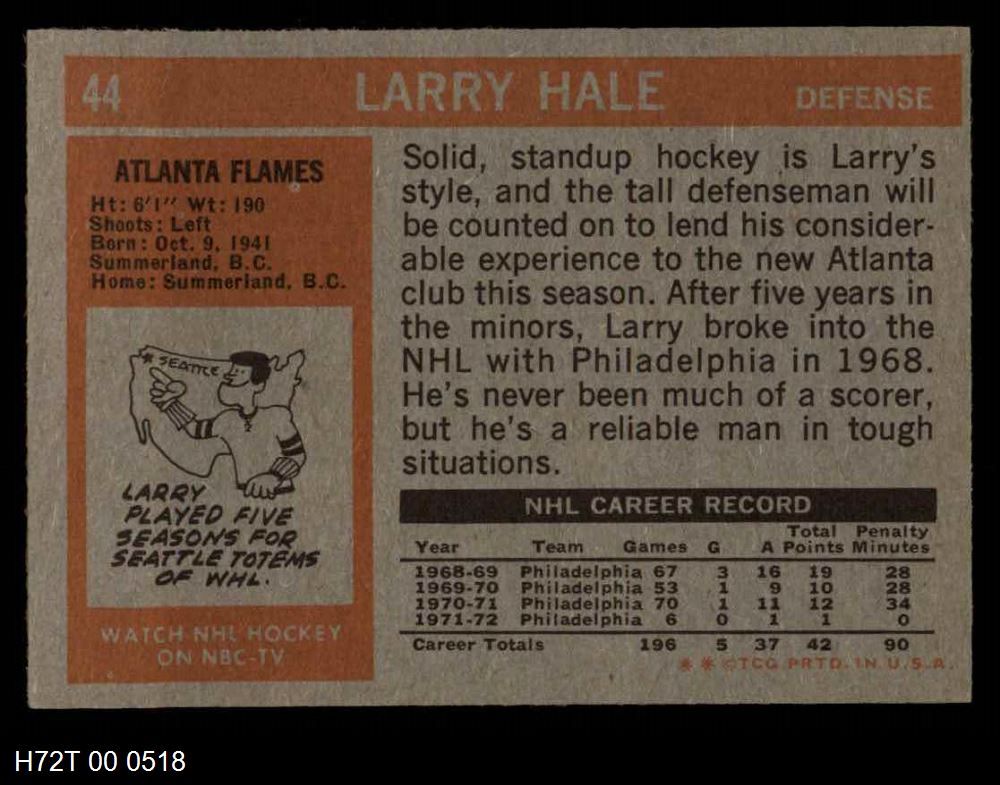 44 LARRY HALE DEFENSE
ATLANTA FLAMES
Ht: 6'1" Wt: 190
Shoots: Left
Born: Oct. 9, 1941
Summerland, B.C.
Home: Summerland, B.C.
* SEATTLE
LARRY
PLAYED FIVE
SEASONS FOR
SEATTLE TOTEMS
OF WHL.
WATCH NHL HOCKEY
ON NBC-TV
Solid, standup hockey is Larry's
style, and the tall defenseman will
be counted on to lend his consider-
able experience to the new Atlanta
club this season. After five years in
the minors, Larry broke into the
NHL with Philadelphia in 1968.
He's never been much of a scorer,
but he's a reliable man in tough
situations.
NHL CAREER RECORD
Total Penalty
Year Team Games G A Points Minutes
1968-69 Philadelphia 67 3 16 19 28
1969-70 Philadelphia 53 1 9 10 28
1970-71 Philadelphia 70 1 11 12 34
1971-72 Philadelphia 6 0 1 1 0
Career Totals 196 5 37 42 90
* * ©TCG PRTD. IN U.S.A.
H72T 00 0518